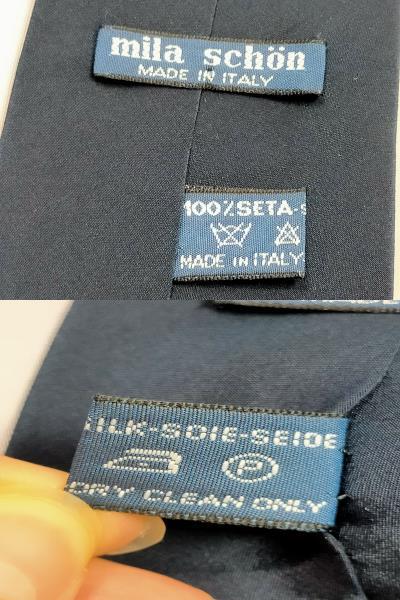 mila schön
MADE IN ITALY
100%SETA-S
MADE IN ITALY
SILK-SOIE-SEIDE
P
DRY CLEAN ONLY